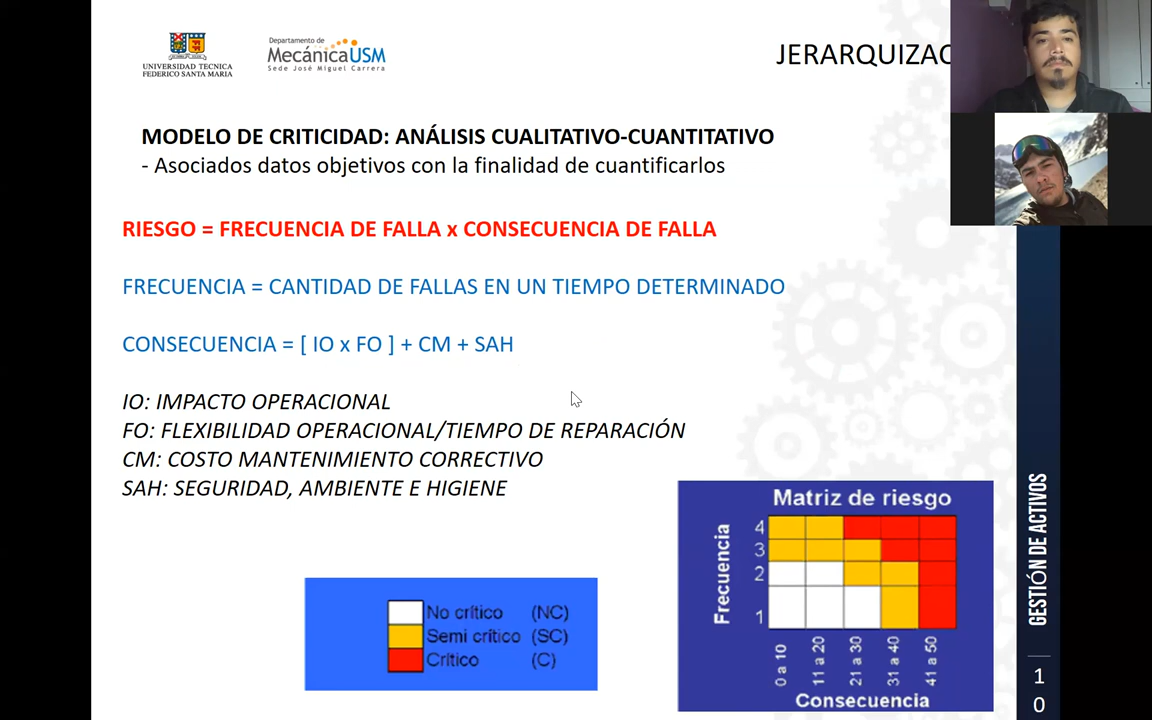 UNIVERSIDAD TECNICA
FEDERICO SANTA MARIA
Departamento de
MecánicaUSM
Sede José Miguel Carrera
JERARQUIZAC
MODELO DE CRITICIDAD: ANÁLISIS CUALITATIVO-CUANTITATIVO
- Asociados datos objetivos con la finalidad de cuantificarlos
RIESGO = FRECUENCIA DE FALLA x CONSECUENCIA DE FALLA
FRECUENCIA = CANTIDAD DE FALLAS EN UN TIEMPO DETERMINADO
CONSECUENCIA = [ IO x FO ] + CM + SAH
IO: IMPACTO OPERACIONAL
FO: FLEXIBILIDAD OPERACIONAL/TIEMPO DE REPARACIÓN
CM: COSTO MANTENIMIENTO CORRECTIVO
SAH: SEGURIDAD, AMBIENTE E HIGIENE
No crítico (NC)
Semi crítico (SC)
Crítico (C)
Matriz de riesgo
Frecuencia
4
3
2
1
0 a 10
11 a 20
21 a 30
31 a 40
41 a 50
Consecuencia
GESTIÓN DE ACTIVOS
1
0